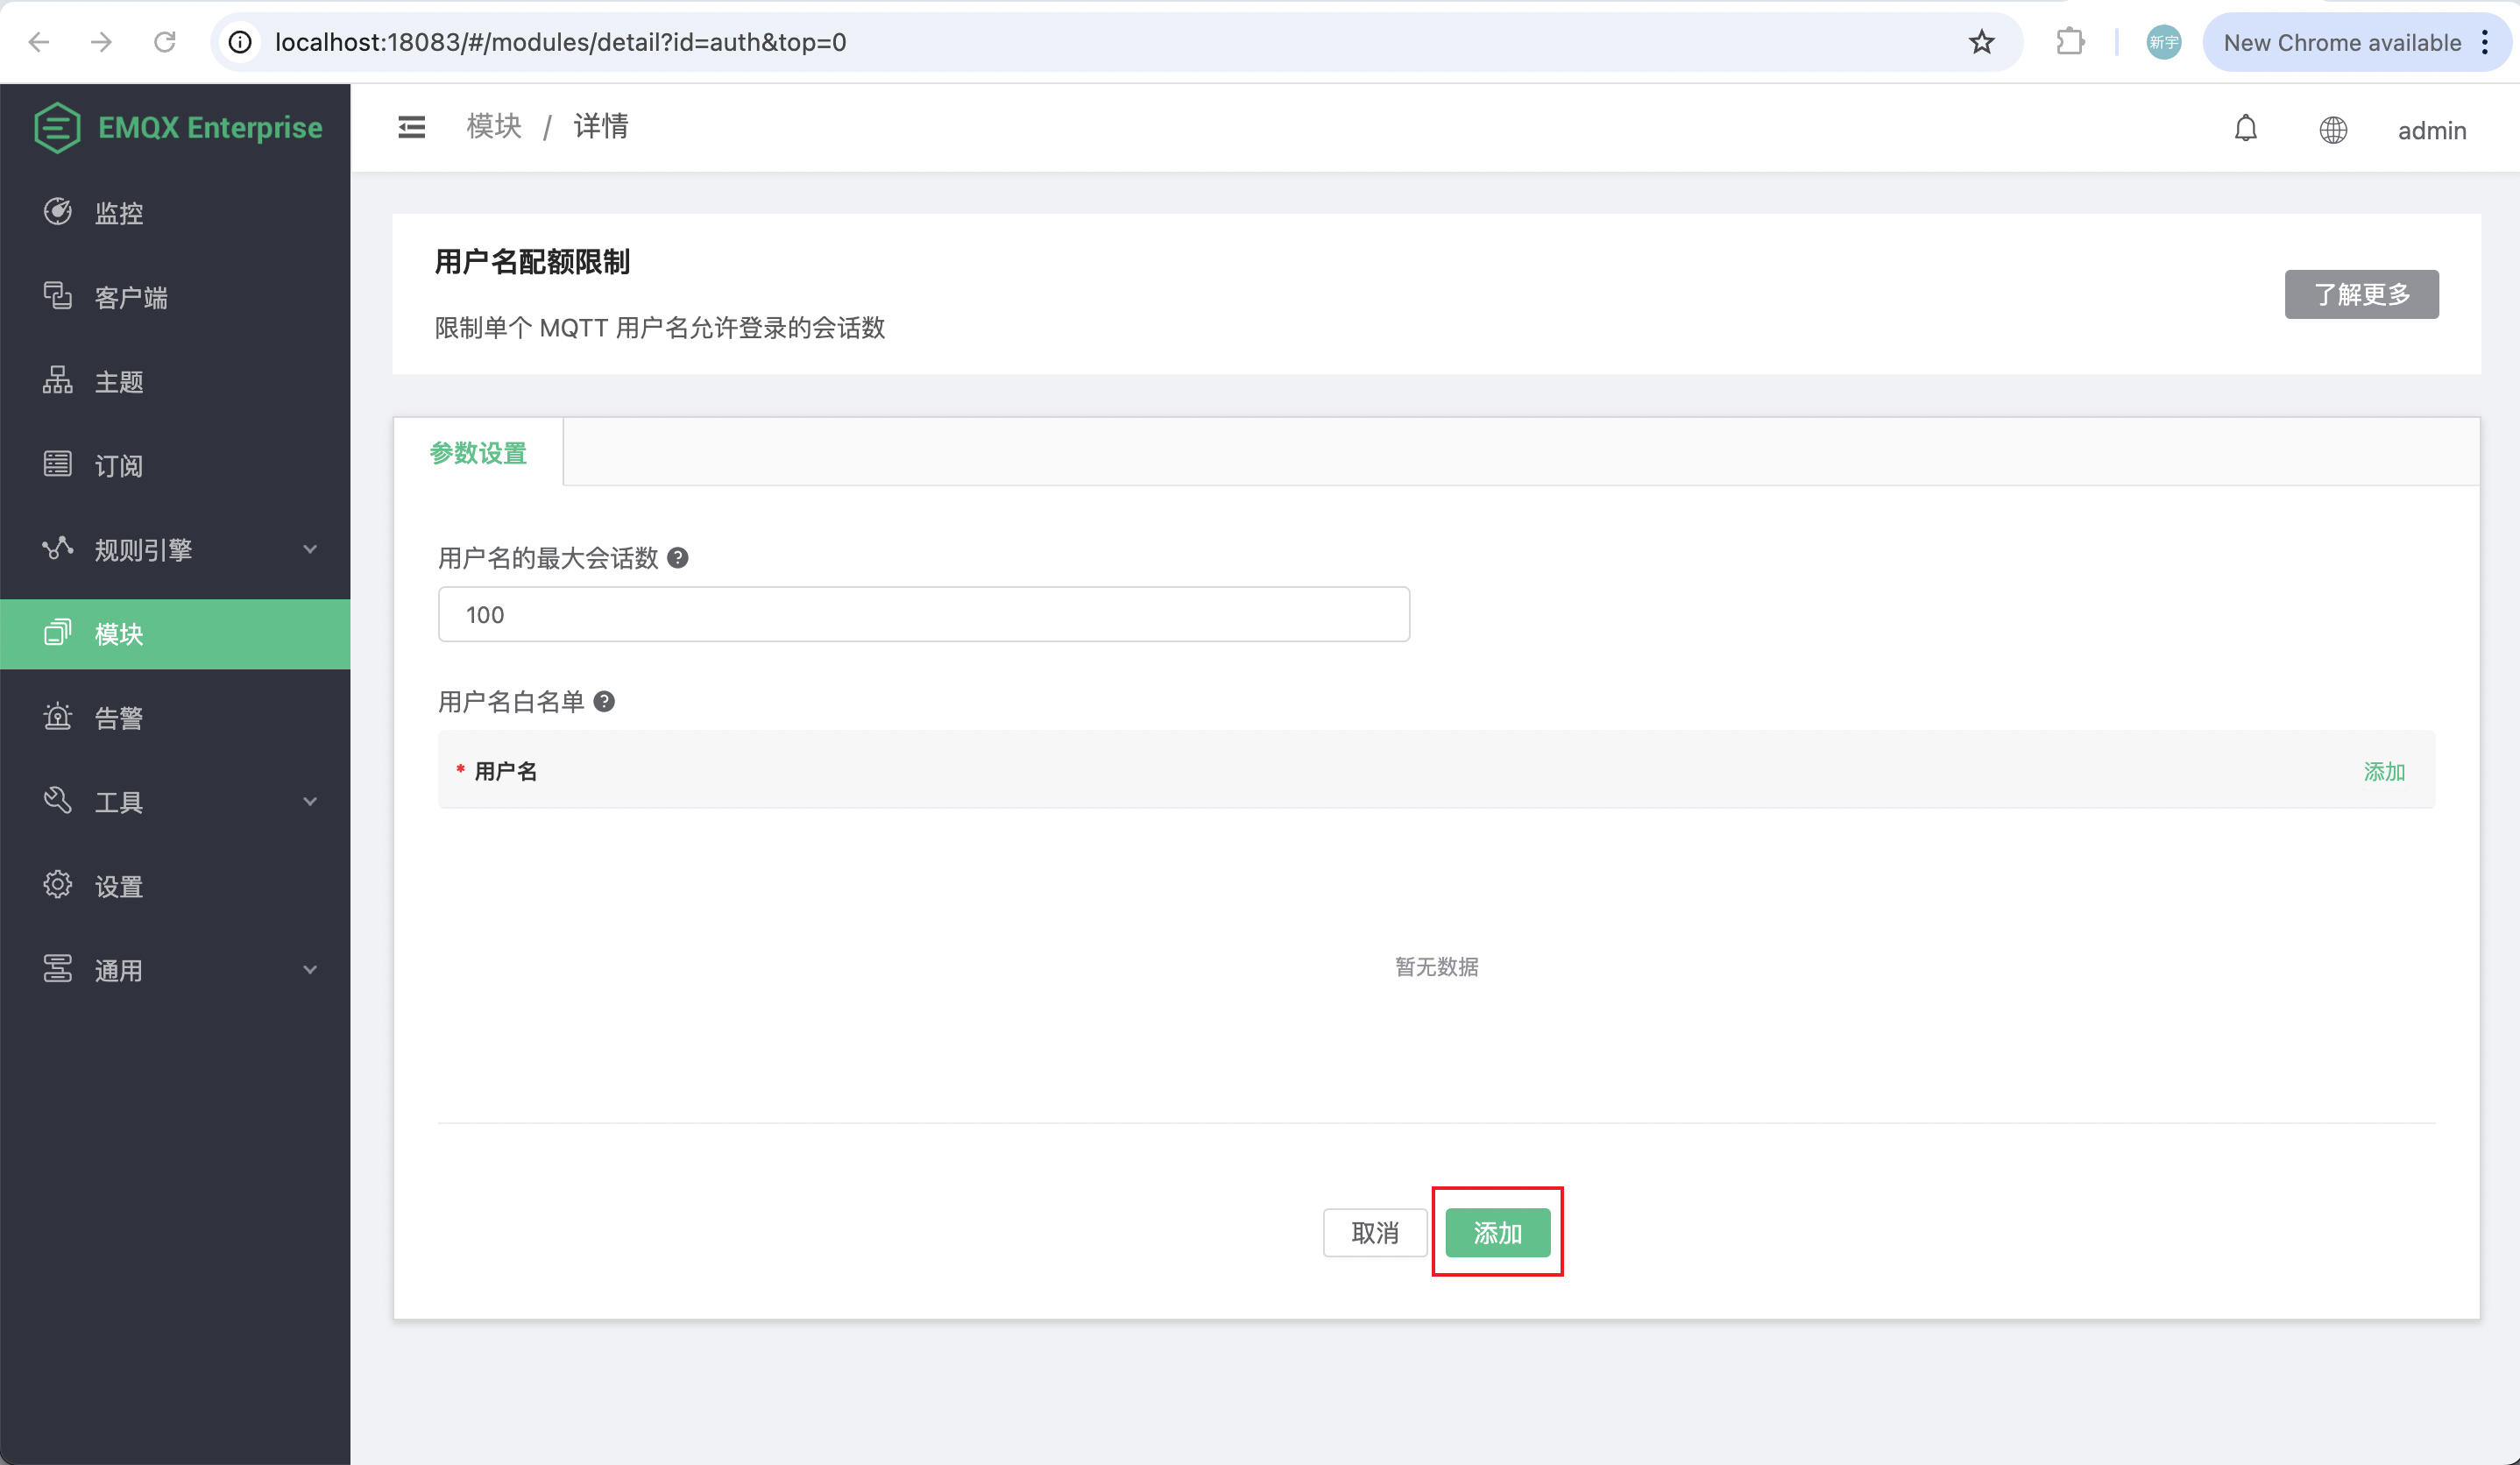 localhost:18083/#/modules/detail?id=auth&top=0
新宇
New Chrome available
EMQX Enterprise
模块 / 详情
admin
监控
客户端
主题
订阅
规则引擎
模块
告警
工具
设置
通用
用户名配额限制
限制单个 MQTT 用户名允许登录的会话数
了解更多
参数设置
用户名的最大会话数 ?
100
用户名白名单 ?
* 用户名
添加
暂无数据
取消
添加